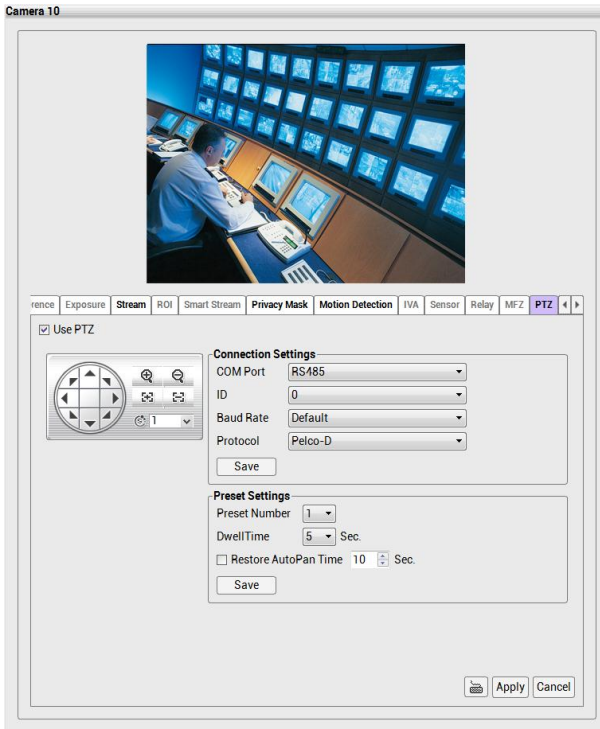 Camera 10
rence Exposure Stream ROI Smart Stream Privacy Mask Motion Detection IVA Sensor Relay MFZ PTZ
Use PTZ
1
Connection Settings
COM Port RS485
ID 0
Baud Rate Default
Protocol Pelco-D
Save
Preset Settings
Preset Number 1
DwellTime 5 Sec.
Restore AutoPan Time 10 Sec.
Save
Apply Cancel